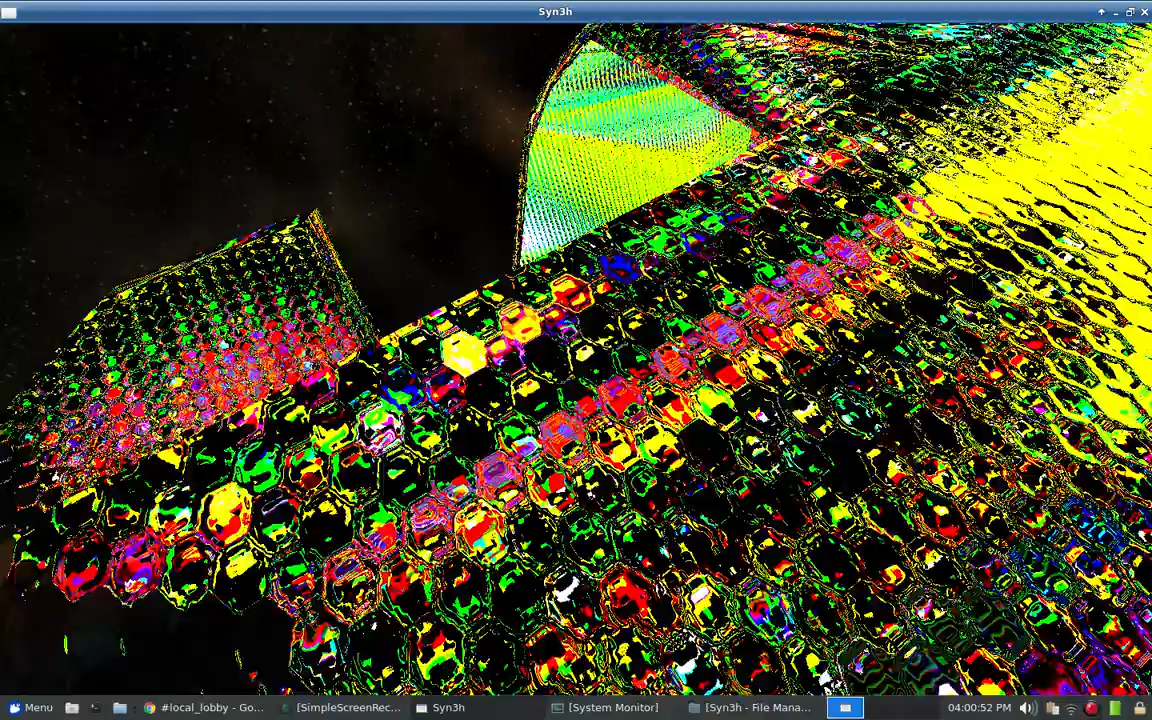 Syn3h
Menu
#local_lobby - Go...
[SimpleScreenRec...
Syn3h
[System Monitor]
[Syn3h - File Mana...
04:00:52 PM